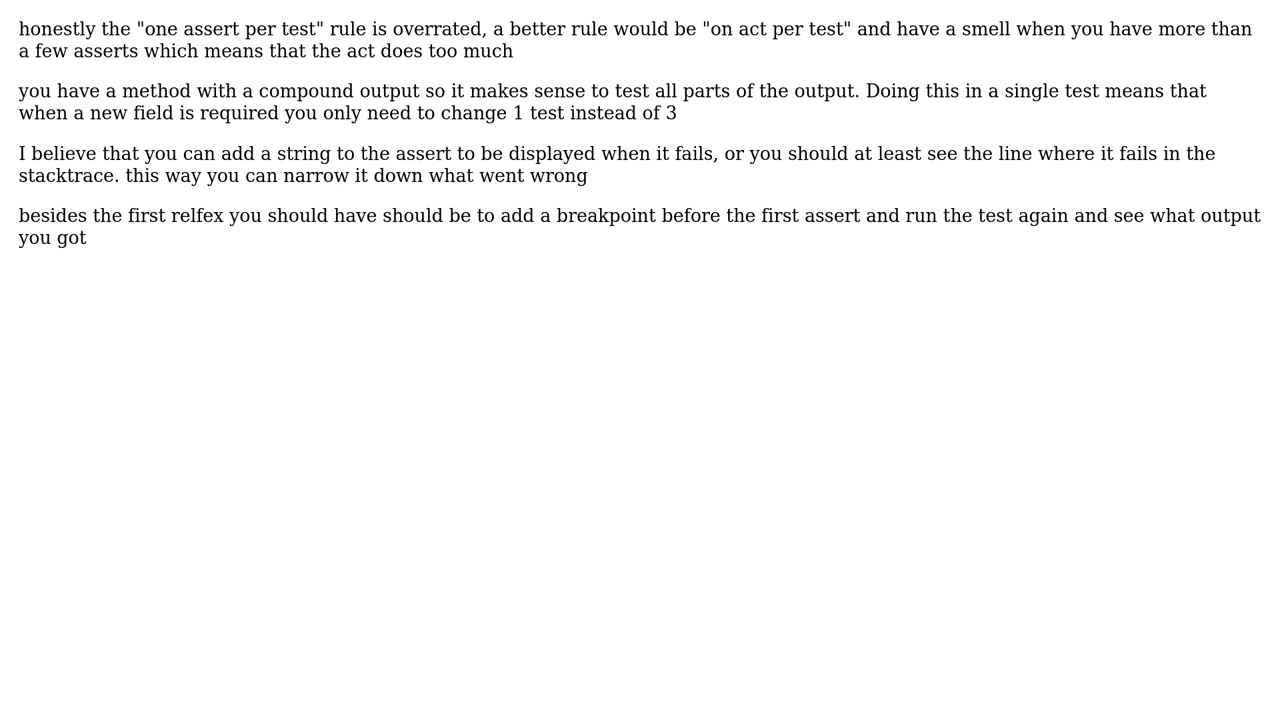 honestly the "one assert per test" rule is overrated, a better rule would be "on act per test" and have a smell when you have more than
a few asserts which means that the act does too much
you have a method with a compound output so it makes sense to test all parts of the output. Doing this in a single test means that
when a new field is required you only need to change 1 test instead of 3
I believe that you can add a string to the assert to be displayed when it fails, or you should at least see the line where it fails in the
stacktrace. this way you can narrow it down what went wrong
besides the first relfex you should have should be to add a breakpoint before the first assert and run the test again and see what output
you got